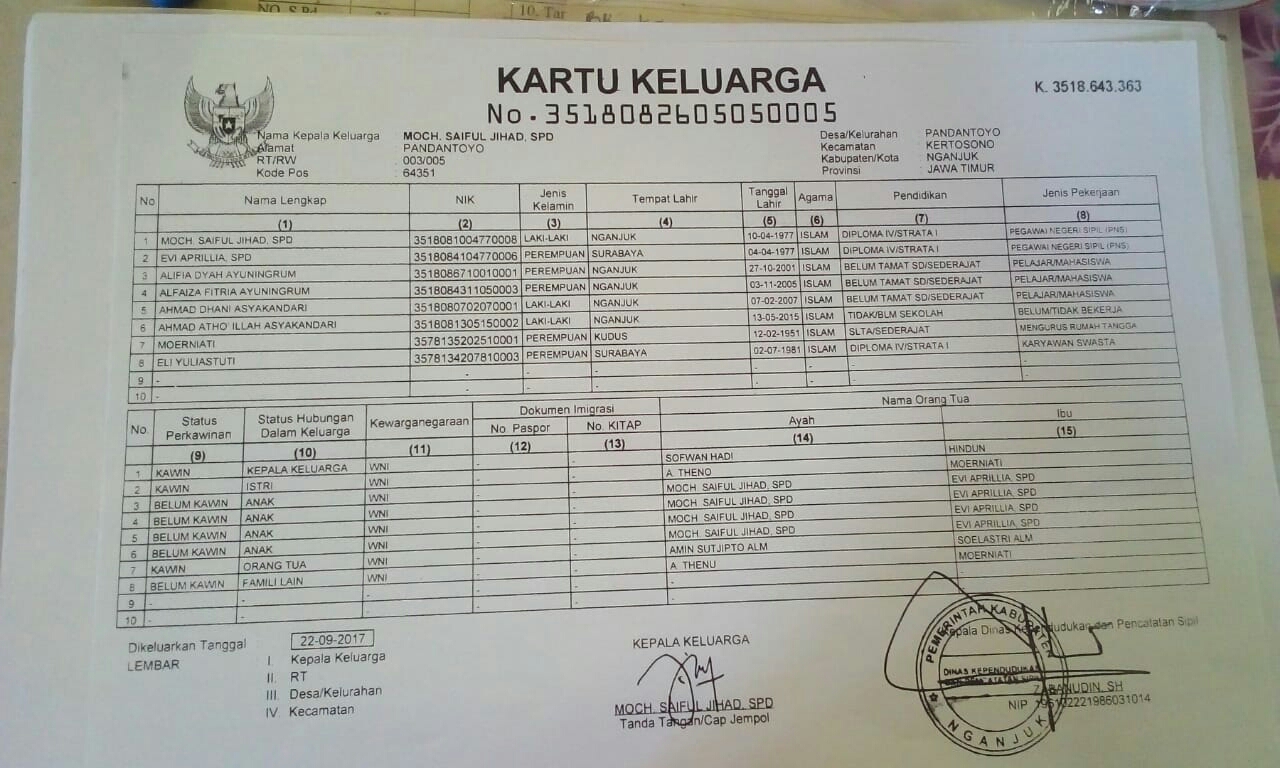 NO. S.Pd
10. Tar
KARTU KELUARGA
No. 3518082605050005
K. 3518.643.363
Nama Kepala Keluarga : MOCH. SAIFUL JIHAD, SPD
Alamat : PANDANTOYO
RT/RW : 003/005
Kode Pos : 64351
Desa/Kelurahan : PANDANTOYO
Kecamatan : KERTOSONO
Kabupaten/Kota : NGANJUK
Provinsi : JAWA TIMUR
No Nama Lengkap NIK Jenis Kelamin Tempat Lahir Tanggal Lahir Agama Pendidikan Jenis Pekerjaan
(1) (2) (3) (4) (5) (6) (7) (8)
1 MOCH. SAIFUL JIHAD, SPD 3518081004770008 LAKI-LAKI NGANJUK 10-04-1977 ISLAM DIPLOMA IV/STRATA I PEGAWAI NEGERI SIPIL (PNS)
2 EVI APRILLIA, SPD 3518084104770006 PEREMPUAN SURABAYA 04-04-1977 ISLAM DIPLOMA IV/STRATA I PEGAWAI NEGERI SIPIL (PNS)
3 ALIFIA DYAH AYUNINGRUM 3518086710010001 PEREMPUAN NGANJUK 27-10-2001 ISLAM BELUM TAMAT SD/SEDERAJAT PELAJAR/MAHASISWA
4 ALFAIZA FITRIA AYUNINGRUM 3518084311050003 PEREMPUAN NGANJUK 03-11-2005 ISLAM BELUM TAMAT SD/SEDERAJAT PELAJAR/MAHASISWA
5 AHMAD DHANI ASYAKANDARI 3518080702070001 LAKI-LAKI NGANJUK 07-02-2007 ISLAM BELUM TAMAT SD/SEDERAJAT PELAJAR/MAHASISWA
6 AHMAD ATHO' ILLAH ASYAKANDARI 3518081305150002 LAKI-LAKI NGANJUK 13-05-2015 ISLAM TIDAK/BLM SEKOLAH BELUM/TIDAK BEKERJA
7 MOERNIATI 3578135202510001 PEREMPUAN KUDUS 12-02-1951 ISLAM SLTA/SEDERAJAT MENGURUS RUMAH TANGGA
8 ELI YULIASTUTI 3578134207810003 PEREMPUAN SURABAYA 02-07-1981 ISLAM DIPLOMA IV/STRATA I KARYAWAN SWASTA
9 - - - - - - - -
10 - - - - - - - -
No. Status Perkawinan Status Hubungan Dalam Keluarga Kewarganegaraan Dokumen Imigrasi Nama Orang Tua
No. Paspor No. KITAP Ayah Ibu
(9) (10) (11) (12) (13) (14) (15)
1 KAWIN KEPALA KELUARGA WNI - - SOFWAN HADI HINDUN
2 KAWIN ISTRI WNI - - A. THENO MOERNIATI
3 BELUM KAWIN ANAK WNI - - MOCH. SAIFUL JIHAD, SPD EVI APRILLIA, SPD
4 BELUM KAWIN ANAK WNI - - MOCH. SAIFUL JIHAD, SPD EVI APRILLIA, SPD
5 BELUM KAWIN ANAK WNI - - MOCH. SAIFUL JIHAD, SPD EVI APRILLIA, SPD
6 BELUM KAWIN ANAK WNI - - MOCH. SAIFUL JIHAD, SPD EVI APRILLIA, SPD
7 KAWIN ORANG TUA WNI - - AMIN SUTJIPTO ALM SOELASTRI ALM
8 BELUM KAWIN FAMILI LAIN WNI - - A. THENU MOERNIATI
9 - - - - - - -
10 - - - - - - -
Dikeluarkan Tanggal 22-09-2017
LEMBAR I. Kepala Keluarga
II. RT
III. Desa/Kelurahan
IV. Kecamatan
KEPALA KELUARGA
MOCH. SAIFUL JIHAD, SPD
Tanda Tangan/Cap Jempol
Kepala Dinas Kependudukan dan Pencatatan Sipil
PEMERINTAH KABUPATEN
DINAS KEPENDUDUKAN
NGANJUK
SH
NIP. 196102221986031014